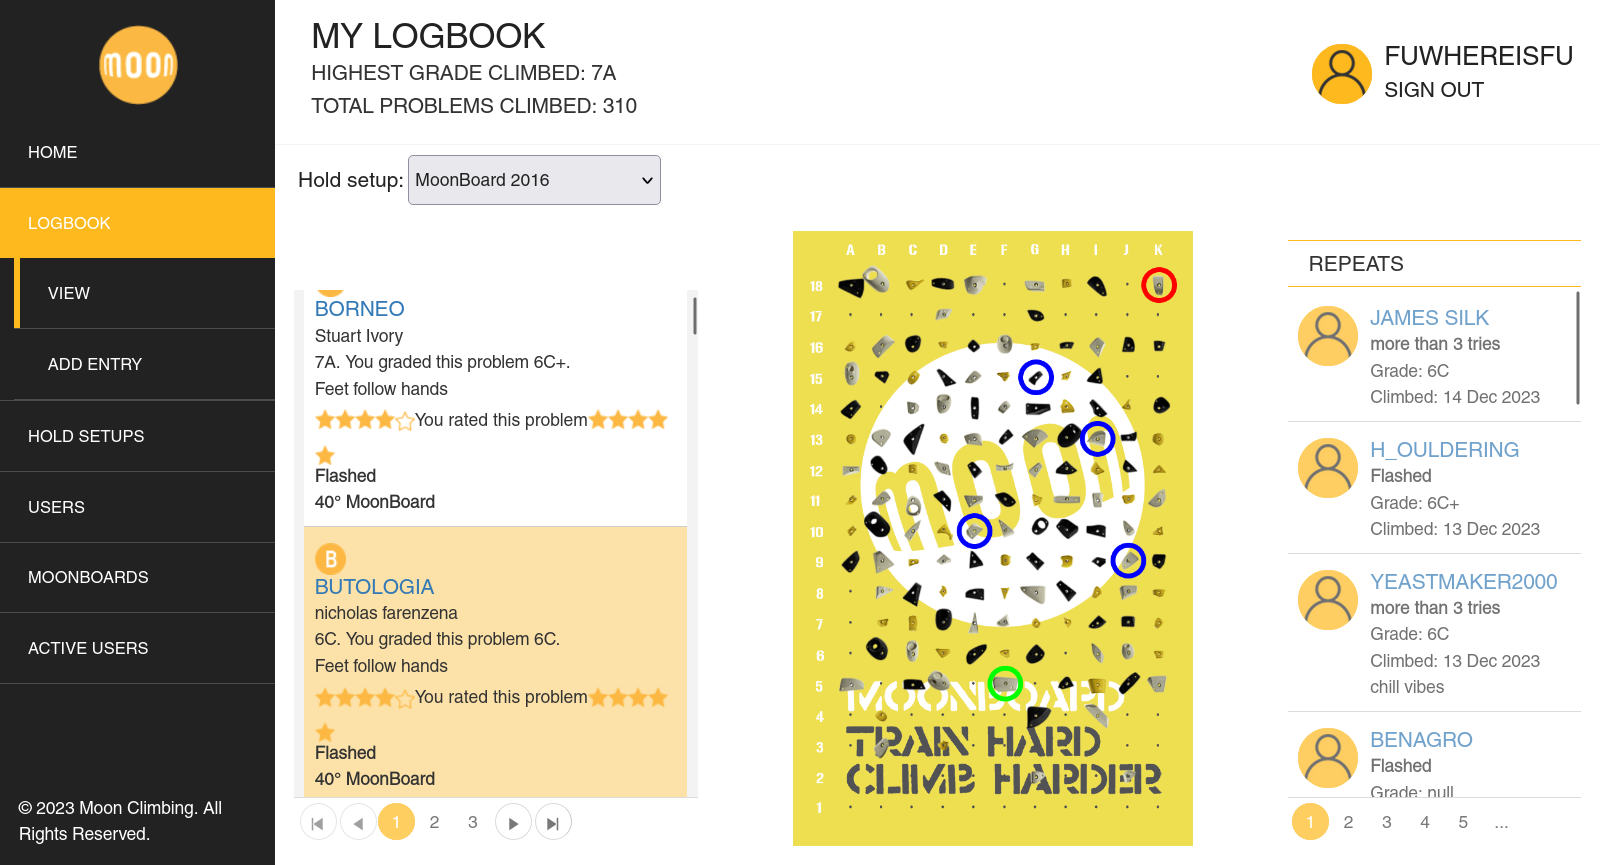 moon
HOME
LOGBOOK
VIEW
ADD ENTRY
HOLD SETUPS
USERS
MOONBOARDS
ACTIVE USERS
© 2023 Moon Climbing. All
Rights Reserved.
MY LOGBOOK
HIGHEST GRADE CLIMBED: 7A
TOTAL PROBLEMS CLIMBED: 310
FUWHEREISFU
SIGN OUT
Hold setup: MoonBoard 2016
BORNEO
Stuart Ivory
7A. You graded this problem 6C+.
Feet follow hands
You rated this problem
Flashed
40° MoonBoard
B
BUTOLOGIA
nicholas farenzena
6C. You graded this problem 6C.
Feet follow hands
You rated this problem
Flashed
40° MoonBoard
1 2 3
A B C D E F G H I J K
18
17
16
15
14
13
12
11
10
9
8
7
6
5
4
3
2
1
moon
MOONBOARD
TRAIN HARD
CLIMB HARDER
REPEATS
JAMES SILK
more than 3 tries
Grade: 6C
Climbed: 14 Dec 2023
H_OULDERING
Flashed
Grade: 6C+
Climbed: 13 Dec 2023
YEASTMAKER2000
more than 3 tries
Grade: 6C
Climbed: 13 Dec 2023
chill vibes
BENAGRO
Flashed
Grade: null
1 2 3 4 5 ...